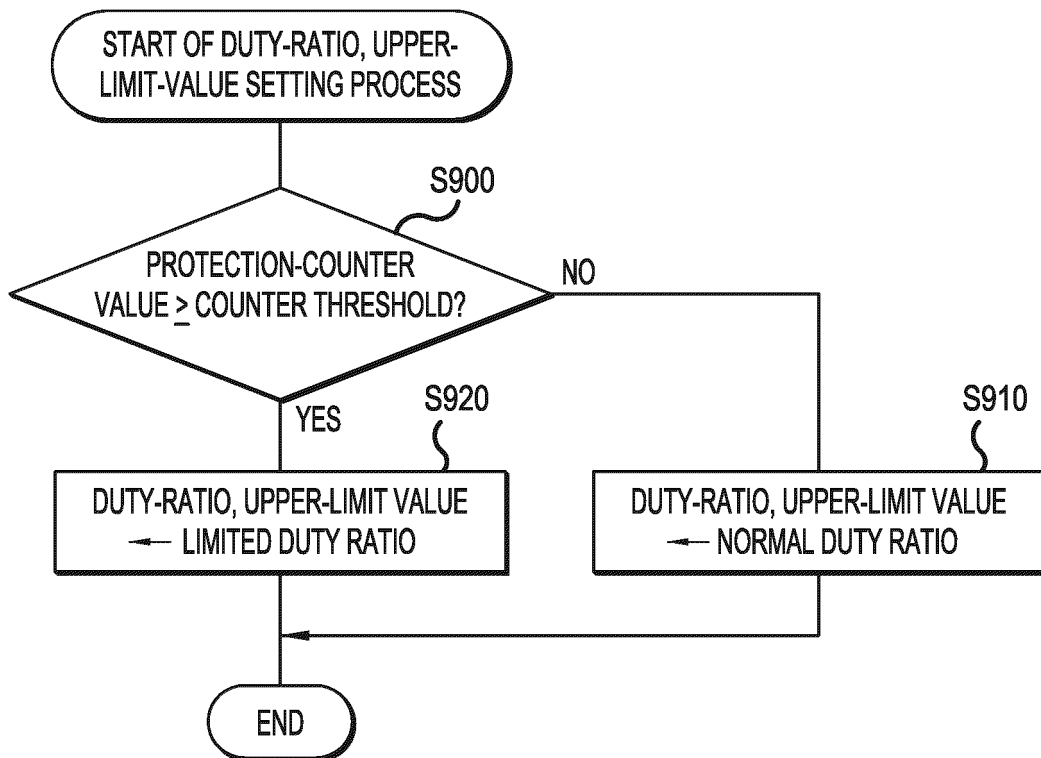 START OF DUTY-RATIO, UPPER-
LIMIT-VALUE SETTING PROCESS
S900
PROTECTION-COUNTER
VALUE ≥ COUNTER THRESHOLD?
NO
YES
S920
DUTY-RATIO, UPPER-LIMIT VALUE
← LIMITED DUTY RATIO
S910
DUTY-RATIO, UPPER-LIMIT VALUE
← NORMAL DUTY RATIO
END